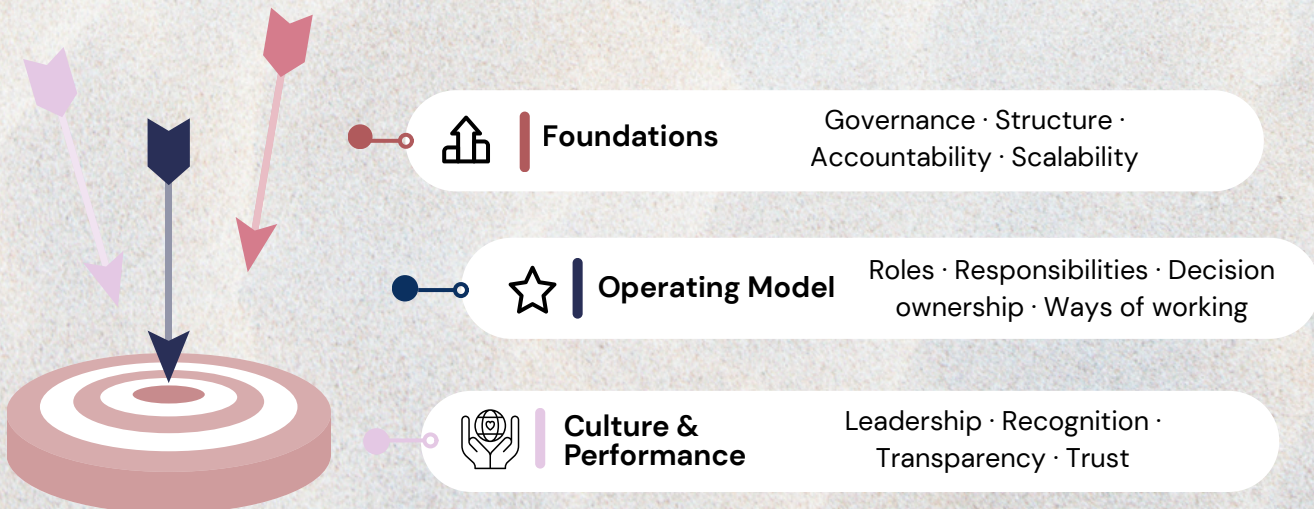 Foundations
Governance · Structure ·
Accountability · Scalability
Operating Model
Roles · Responsibilities · Decision
ownership · Ways of working
Culture &
Performance
Leadership · Recognition ·
Transparency · Trust